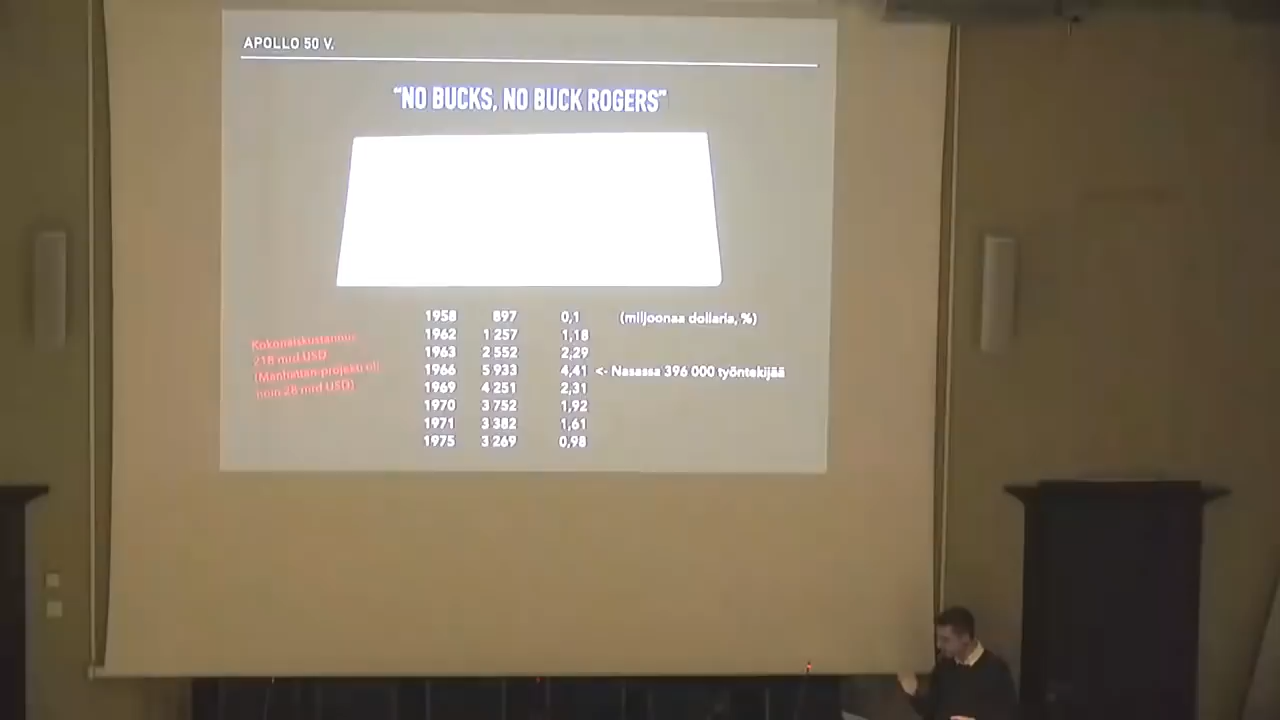 APOLLO 50 V.
“NO BUCKS, NO BUCK ROGERS”
1958 897 0,1 (miljoonaa dollaria, %)
1962 1 257 1,18
1963 2 552 2,29
1966 5 933 4,41 <- Nasassa 396 000 työntekijää
1969 4 251 2,31
1970 3 752 1,92
1971 3 382 1,61
1975 3 269 0,98
Kokonaiskustannus
218 mrd USD
(Manhattan-projekti oli
noin 28 mrd USD)